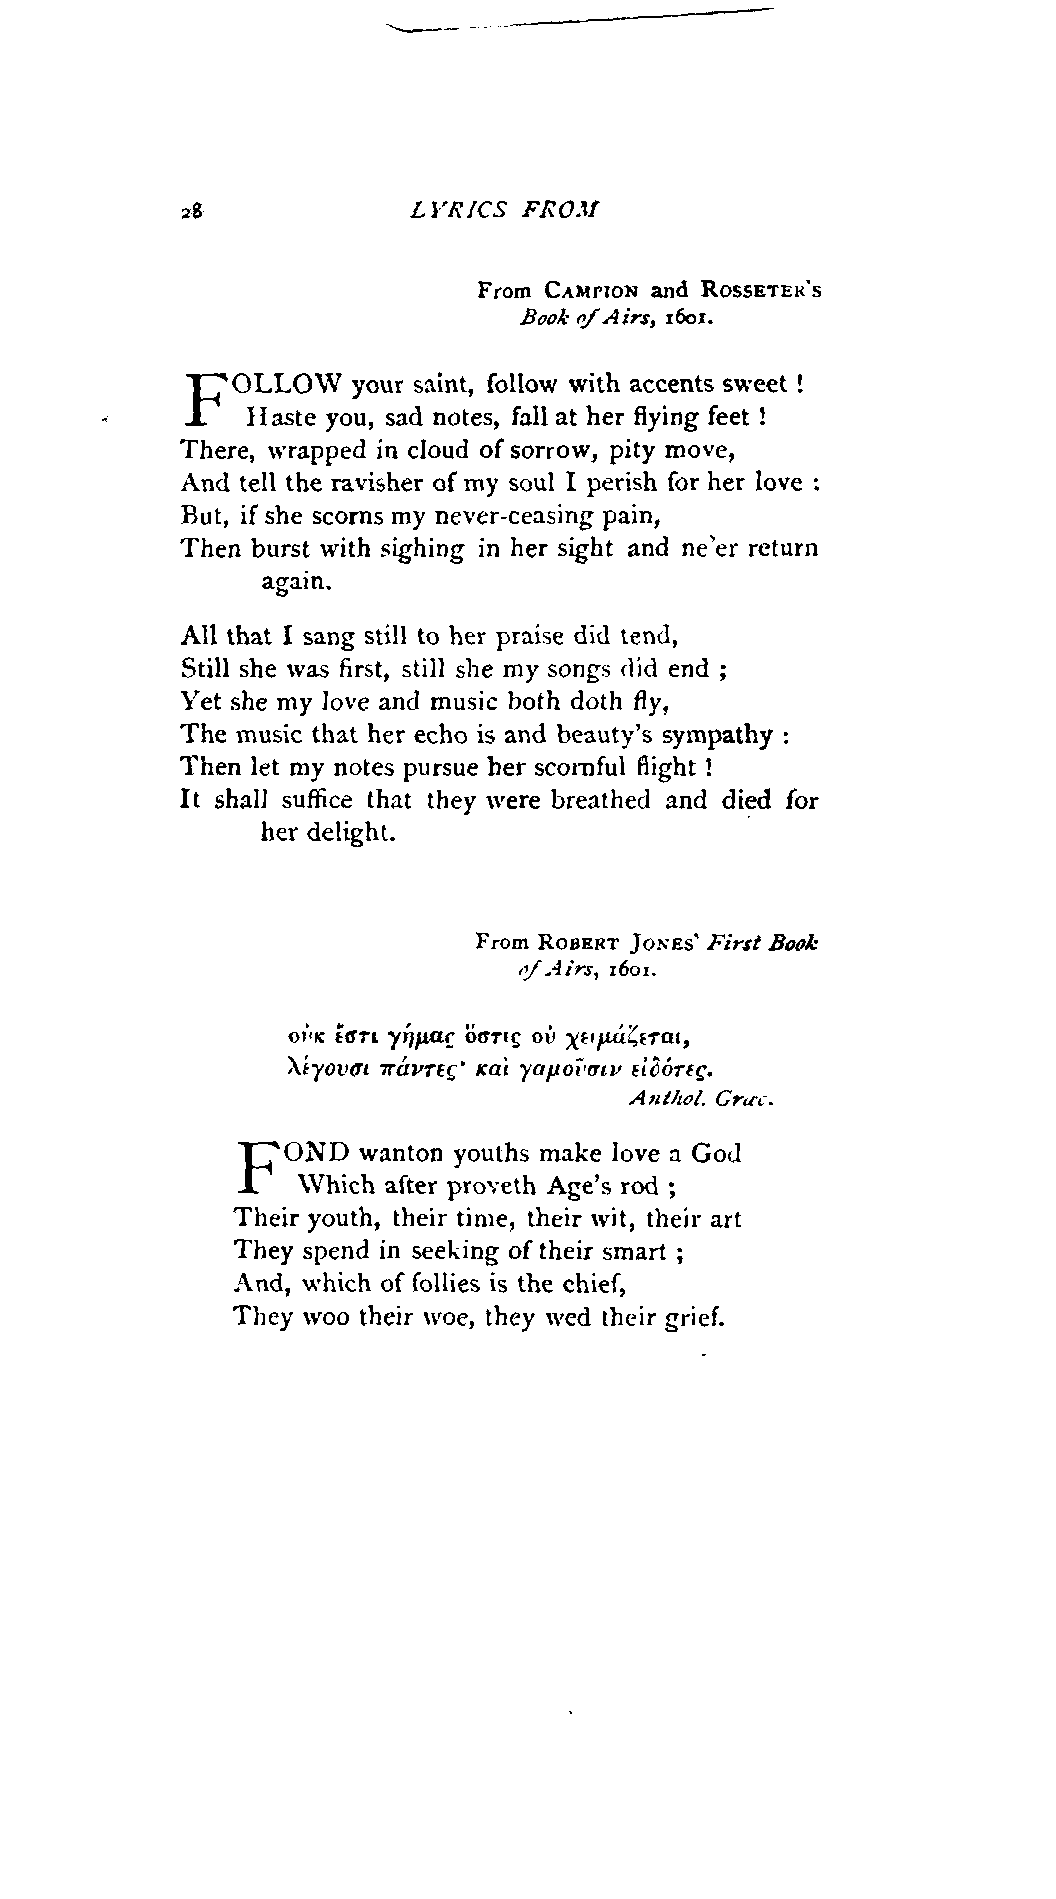 28 LYRICS FROM
From CAMPION and ROSSETER'S
Book of Airs, 1601.
FOLLOW your saint, follow with accents sweet !
Haste you, sad notes, fall at her flying feet !
There, wrapped in cloud of sorrow, pity move,
And tell the ravisher of my soul I perish for her love :
But, if she scorns my never-ceasing pain,
Then burst with sighing in her sight and ne'er return
again.
All that I sang still to her praise did tend,
Still she was first, still she my songs did end ;
Yet she my love and music both doth fly,
The music that her echo is and beauty's sympathy :
Then let my notes pursue her scornful flight !
It shall suffice that they were breathed and died for
her delight.
From ROBERT JONES' First Book
of Airs, 1601.
οὐκ ἔστι γήμας ὅστις οὐ χειμάζεται,
λέγουσι πάντες· καὶ γαμοῦσιν εἰδότες.
Anthol. Græc.
FOND wanton youths make love a God
Which after proveth Age's rod ;
Their youth, their time, their wit, their art
They spend in seeking of their smart ;
And, which of follies is the chief,
They woo their woe, they wed their grief.